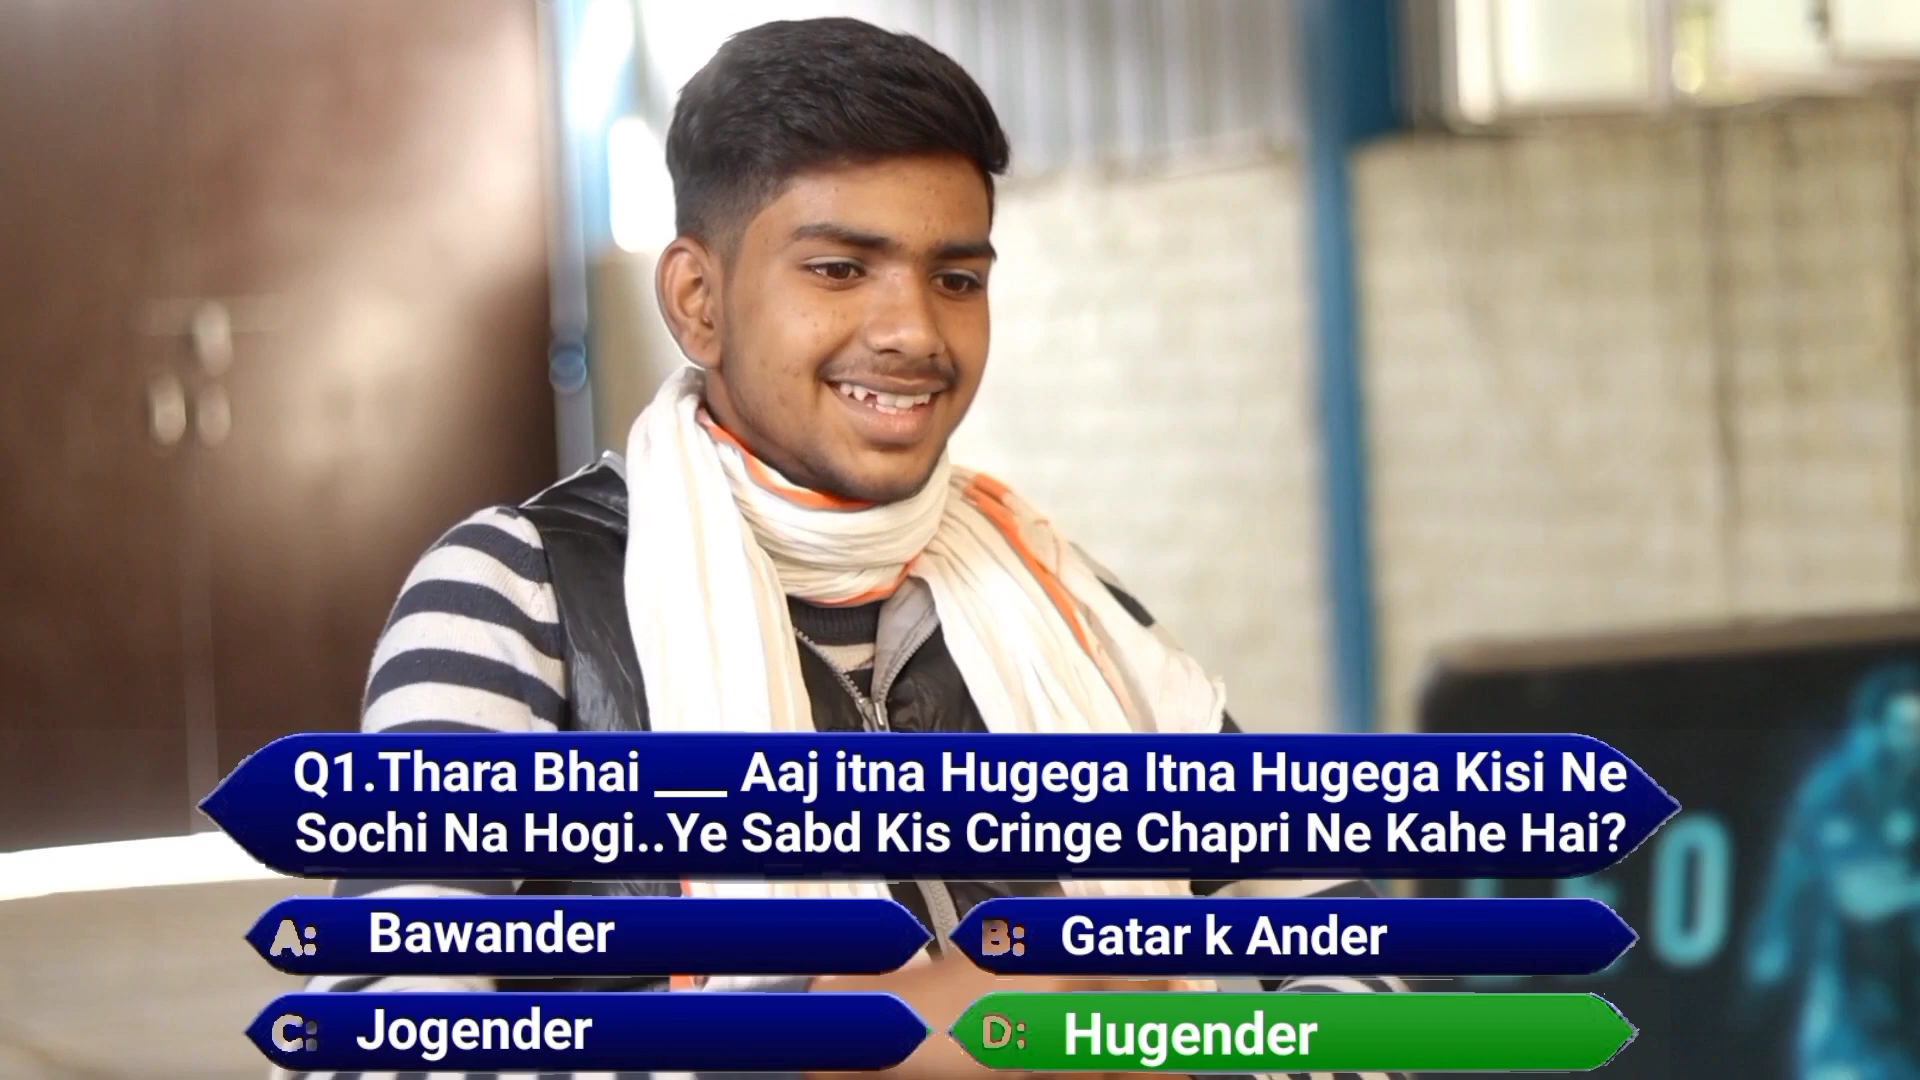 Q1.Thara Bhai ___ Aaj itna Hugega Itna Hugega Kisi Ne
Sochi Na Hogi..Ye Sabd Kis Cringe Chapri Ne Kahe Hai?
A: Bawander
B: Gatar k Ander
C: Jogender
D: Hugender